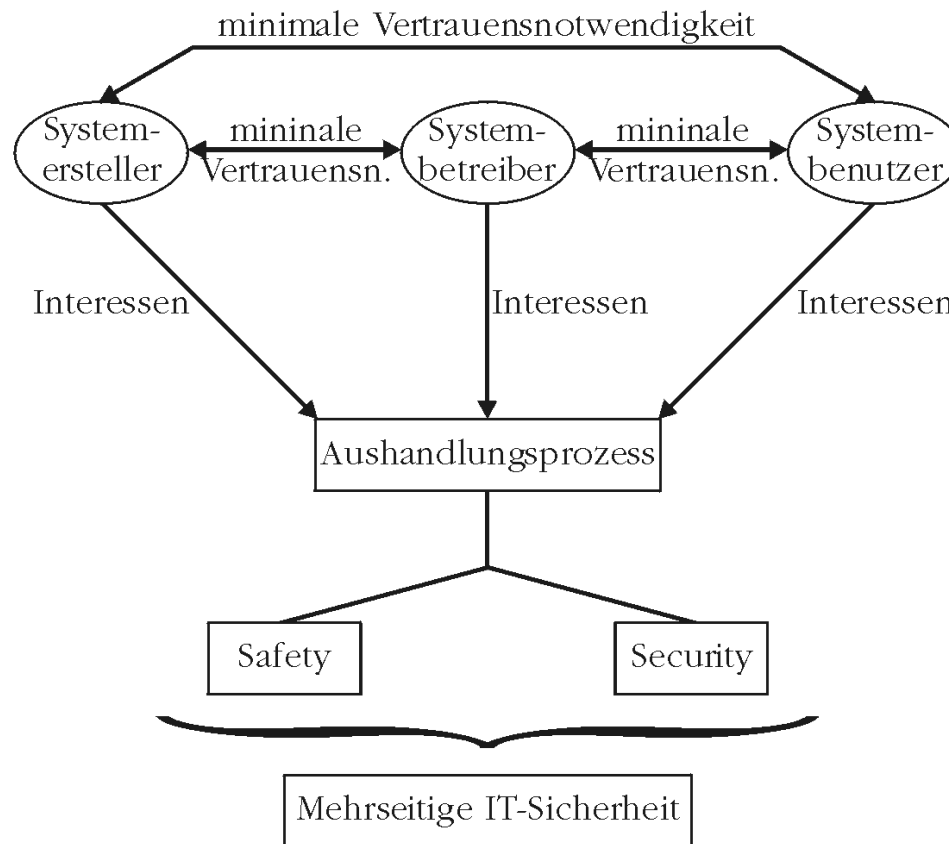 minimale Vertrauensnotwendigkeit
System-
ersteller
mininale
Vertrauensn.
System-
betreiber
mininale
Vertrauensn.
System-
benutzer
Interessen
Interessen
Interessen
Aushandlungsprozess
Safety
Security
Mehrseitige IT-Sicherheit